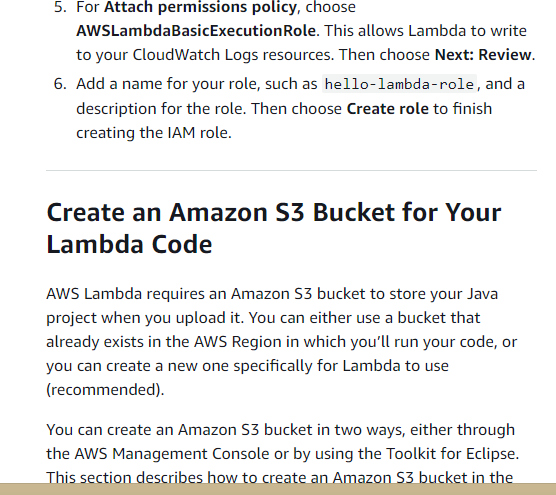 5. For Attach permissions policy, choose
AWSLambdaBasicExecutionRole. This allows Lambda to write
to your CloudWatch Logs resources. Then choose Next: Review.
6. Add a name for your role, such as hello-lambda-role, and a
description for the role. Then choose Create role to finish
creating the IAM role.
Create an Amazon S3 Bucket for Your
Lambda Code
AWS Lambda requires an Amazon S3 bucket to store your Java
project when you upload it. You can either use a bucket that
already exists in the AWS Region in which you’ll run your code, or
you can create a new one specifically for Lambda to use
(recommended).
You can create an Amazon S3 bucket in two ways, either through
the AWS Management Console or by using the Toolkit for Eclipse.
This section describes how to create an Amazon S3 bucket in the